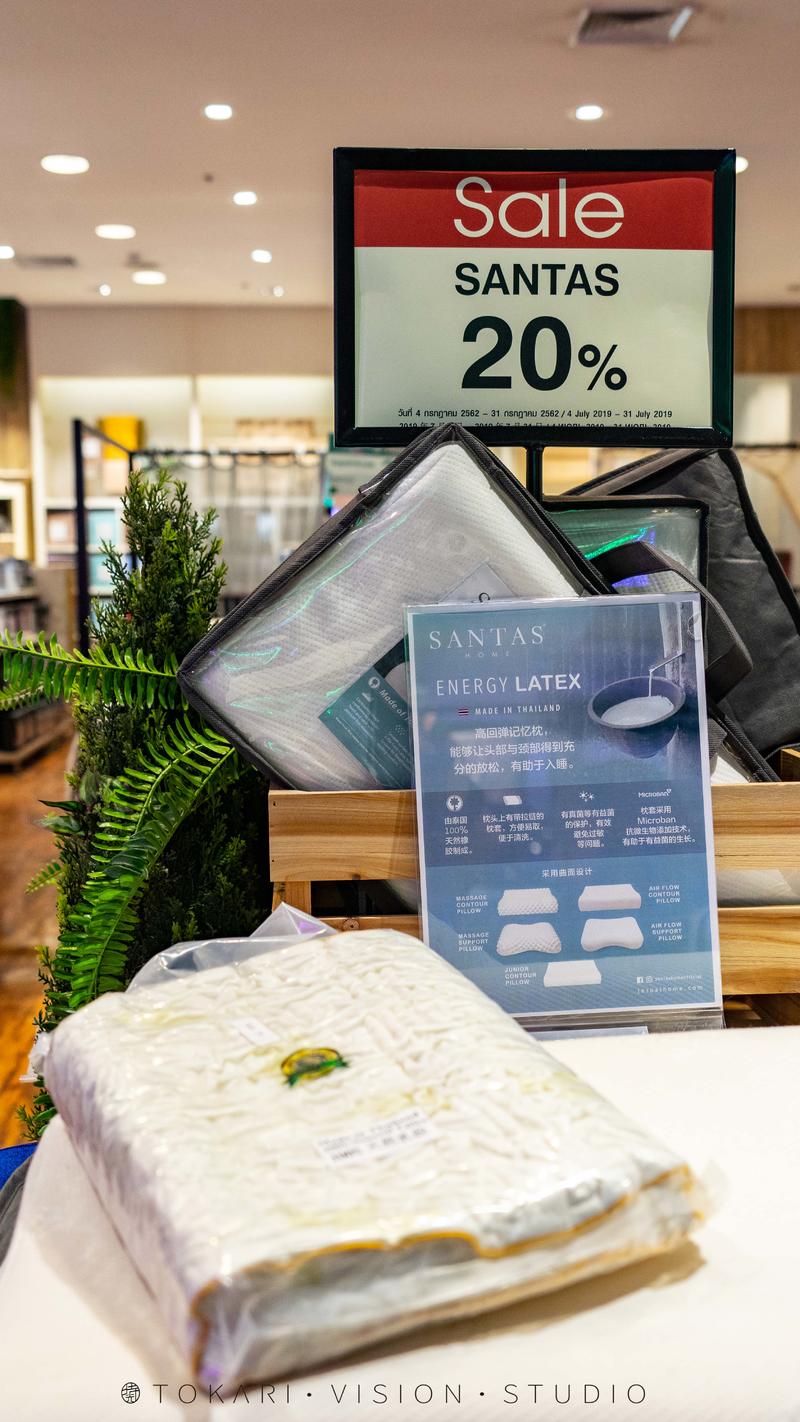 Sale
SANTAS
20%
วันที่ 4 กรกฎาคม 2562 – 31 กรกฎาคม 2562 / 4 July 2019 – 31 July 2019
Made of
SANTAS
HOME
ENERGY LATEX
MADE IN THAILAND
高回弹记忆枕，
能够让头部与颈部得到充
分的放松，有助于入睡。
由泰国
100%
天然橡
胶制成。
枕头上有带拉链的
枕套，方便易取，
便于清洗。
有真菌等有益菌
的保护，有效
避免过敏
等问题。
MICROBAN
枕套采用
Microban
抗微生物添加技术，
有助于有益菌的生长。
采用曲面设计
MASSAGE
CONTOUR
PILLOW
AIR FLOW
CONTOUR
PILLOW
MASSAGE
SUPPORT
PILLOW
AIR FLOW
SUPPORT
PILLOW
JUNIOR
CONTOUR
PILLOW
TOKARI·VISION·STUDIO